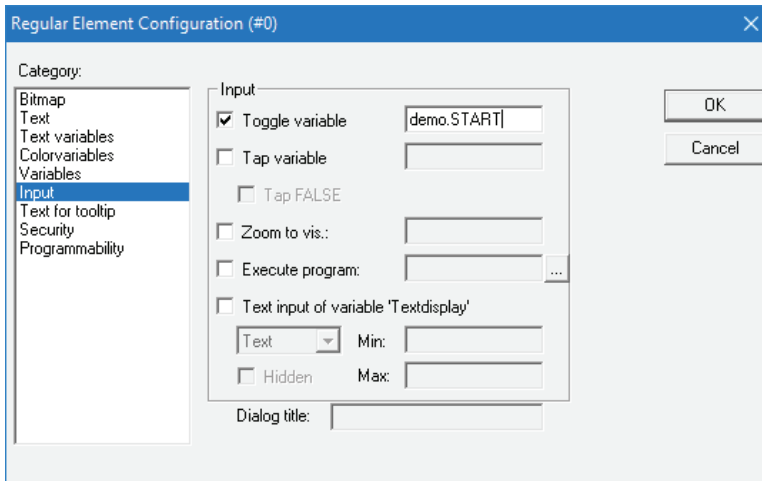 Regular Element Configuration (#0)
Category:
Bitmap
Text
Text variables
Colorvariables
Variables
Input
Text for tooltip
Security
Programmability
Input
Toggle variable demo.START
Tap variable
Tap FALSE
Zoom to vis.:
Execute program: ...
Text input of variable 'Textdisplay'
Text Min:
Hidden Max:
Dialog title:
OK
Cancel